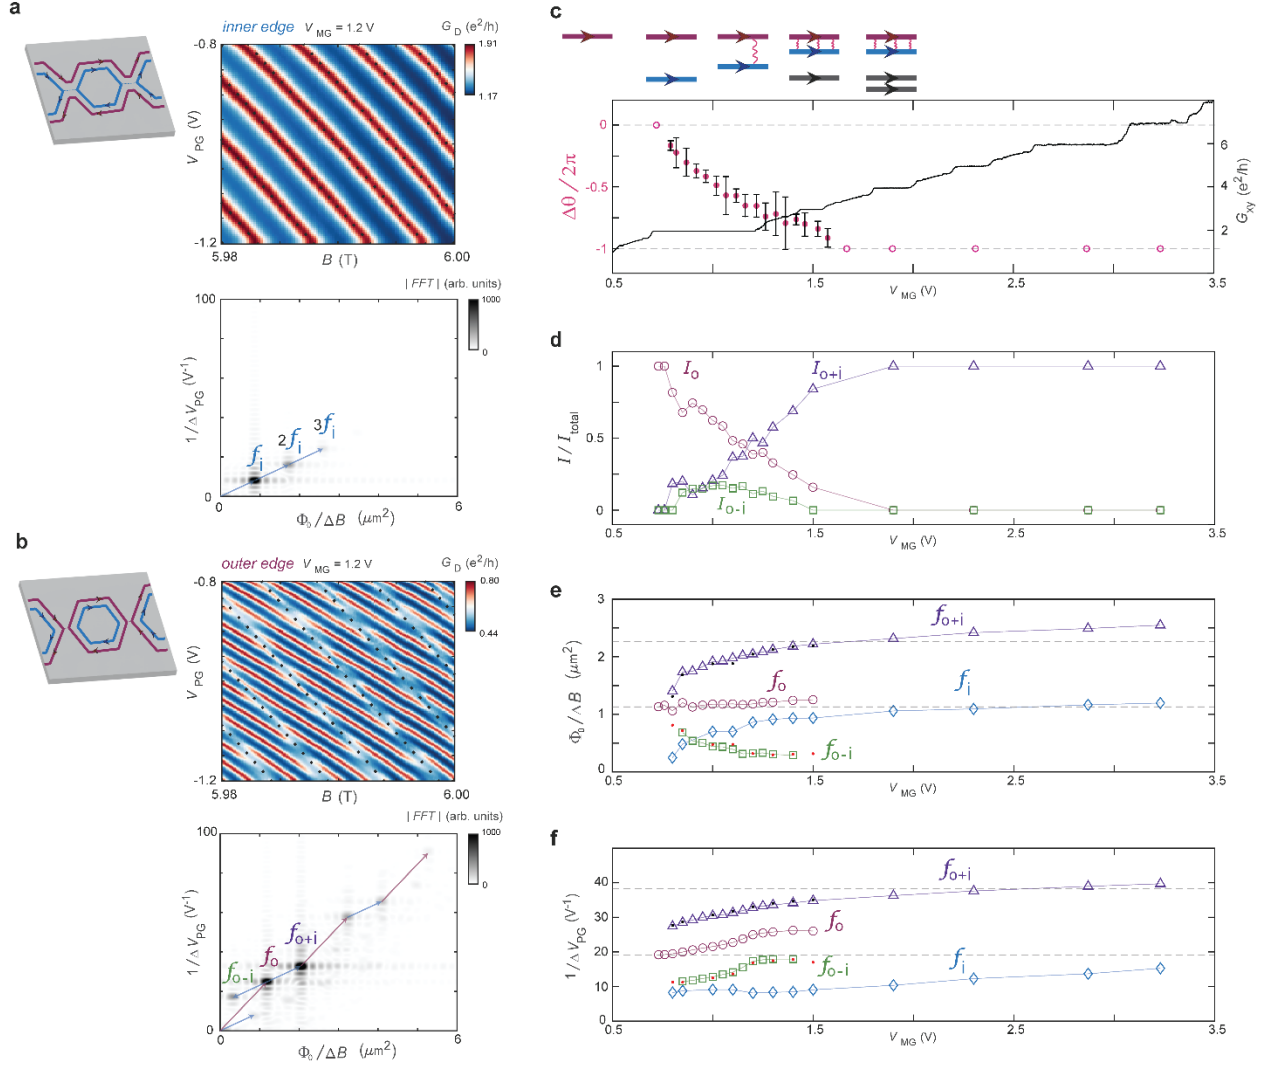 a
inner edge V_MG = 1.2 V
G_D (e²/h)
-0.8
1.91
1.17
V_PG (V)
-1.2
5.98
6.00
B (T)
| FFT | (arb. units)
100
1000
0
1/ΔV_PG (V⁻¹)
f_i
2f_i
3f_i
0
6
Φ₀/ΔB (μm²)
b
outer edge V_MG = 1.2 V
G_D (e²/h)
-0.8
0.80
0.44
V_PG (V)
-1.2
5.98
6.00
B (T)
| FFT | (arb. units)
100
1000
0
1/ΔV_PG (V⁻¹)
f_o-i
f_o
f_o+i
0
6
Φ₀/ΔB (μm²)
c
0
-0.5
-1
Δθ/2π
6
4
2
G_xy (e²/h)
0.5
1.5
2.5
3.5
V_MG (V)
d
1
0.5
0
I / I_total
I_o
I_o+i
I_o-i
0.5
1.5
2.5
3.5
V_MG (V)
e
3
2
1
0
Φ₀/ΔB (μm²)
f_o+i
f_o
f_i
f_o-i
0.5
1.5
2.5
3.5
V_MG (V)
f
40
30
20
10
0
1/ΔV_PG (V⁻¹)
f_o+i
f_o
f_o-i
f_i
0.5
1.5
2.5
3.5
V_MG (V)